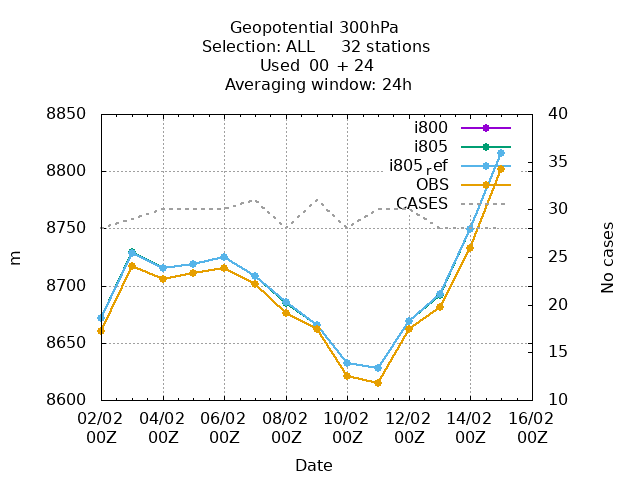 Geopotential 300hPa
Selection: ALL 32 stations
Used 00 + 24
Averaging window: 24h
8850
8800
8750
8700
8650
8600
m
40
35
30
25
20
15
10
No cases
i800
i805
i805ref
OBS
CASES
02/02 04/02 06/02 08/02 10/02 12/02 14/02 16/02
00Z 00Z 00Z 00Z 00Z 00Z 00Z 00Z
Date